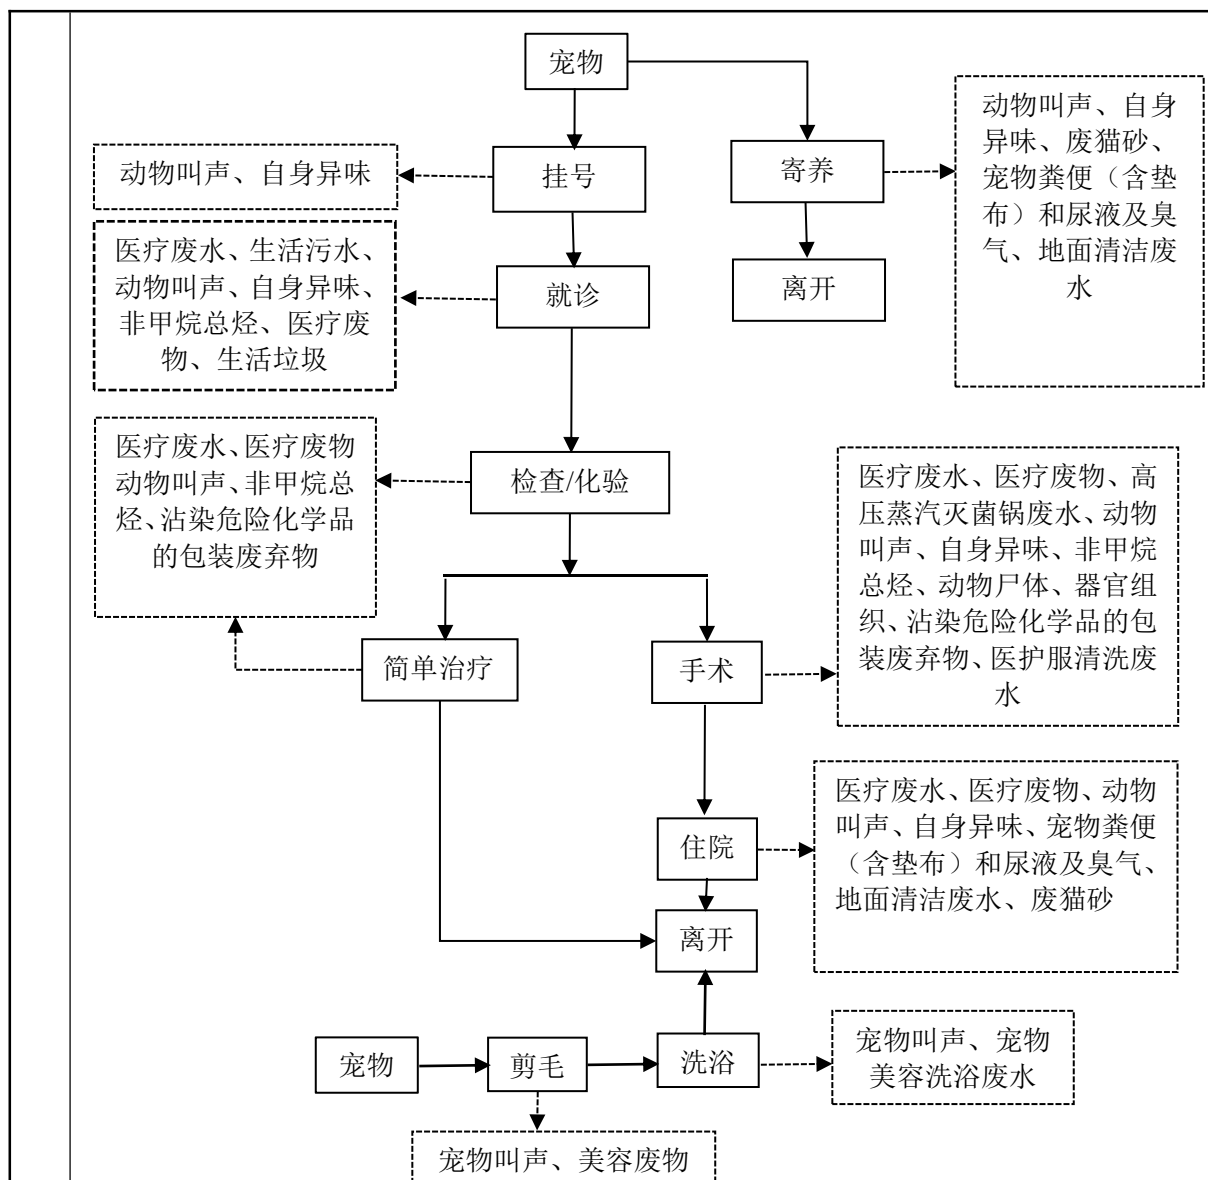 宠物
动物叫声、自身
异味、废猫砂、
宠物粪便（含垫
布）和尿液及臭
气、地面清洁废
水
动物叫声、自身异味
挂号
寄养
医疗废水、生活污水、
动物叫声、自身异味、
非甲烷总烃、医疗废
物、生活垃圾
就诊
离开
医疗废水、医疗废物
动物叫声、非甲烷总
烃、沾染危险化学品
的包装废弃物
检查/化验
医疗废水、医疗废物、高
压蒸汽灭菌锅废水、动物
叫声、自身异味、非甲烷
总烃、动物尸体、器官组
织、沾染危险化学品的包
装废弃物、医护服清洗废
水
简单治疗
手术
医疗废水、医疗废物、动物
叫声、自身异味、宠物粪便
（含垫布）和尿液及臭气、
地面清洁废水、废猫砂
住院
离开
宠物
剪毛
洗浴
宠物叫声、宠物
美容洗浴废水
宠物叫声、美容废物